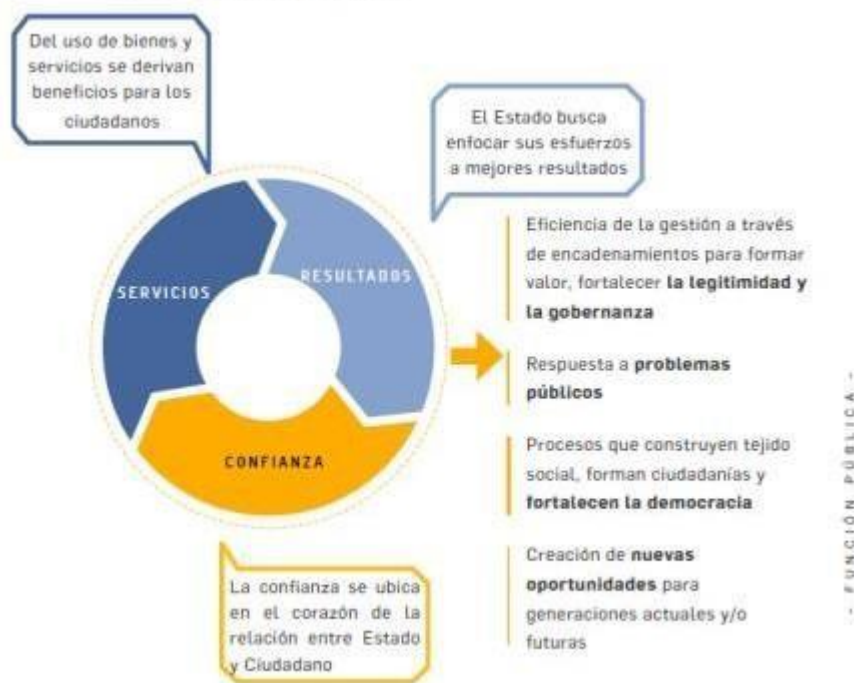 Del uso de bienes y
servicios se derivan
beneficios para los
ciudadanos
El Estado busca
enfocar sus esfuerzos
a mejores resultados
SERVICIOS
RESULTADOS
CONFIANZA
Eficiencia de la gestión a través
de encadenamientos para formar
valor, fortalecer la legitimidad y
la gobernanza
Respuesta a problemas
públicos
Procesos que construyen tejido
social, forman ciudadanías y
fortalecen la democracia
Creación de nuevas
oportunidades para
generaciones actuales y/o
futuras
La confianza se ubica
en el corazón de la
relación entre Estado
y Ciudadano
- FUNCIÓN PÚBLICA -